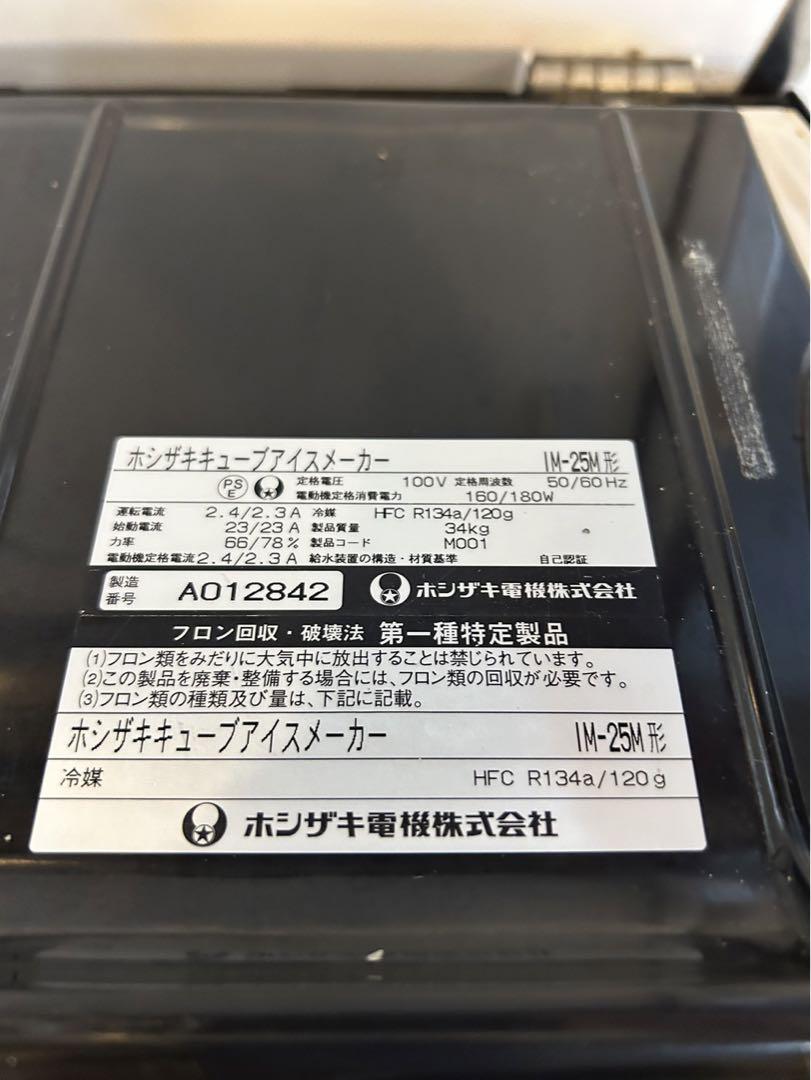 ホシザキキューブアイスメーカー IM-25M形
PSE 定格電圧 100V 定格周波数 50/60Hz
電動機定格消費電力 160/180W
運転電流 2.4/2.3A 冷媒 HFC R134a/120g
始動電流 23/23A 製品質量 34kg
力率 66/78% 製品コード M001
電動機定格電流 2.4/2.3A 給水装置の構造・材質基準 自己認証
製造番号 A012842 ホシザキ電機株式会社
フロン回収・破壊法 第一種特定製品
(1)フロン類をみだりに大気中に放出することは禁じられています。
(2)この製品を廃棄・整備する場合には、フロン類の回収が必要です。
(3)フロン類の種類及び量は、下記に記載。
ホシザキキューブアイスメーカー IM-25M形
冷媒 HFC R134a/120g
ホシザキ電機株式会社